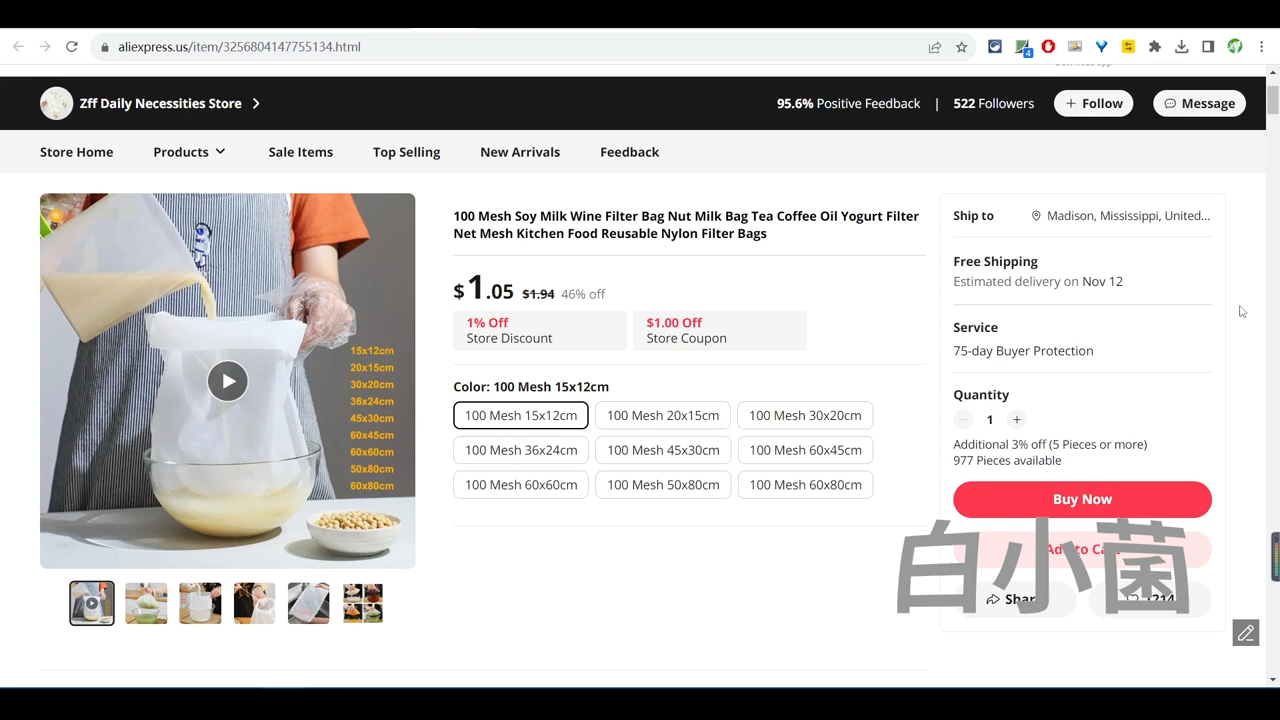 aliexpress.us/item/3256804147755134.html
4
Zff Daily Necessities Store
95.6% Positive Feedback | 522 Followers
+ Follow
Message
Store Home
Products
Sale Items
Top Selling
New Arrivals
Feedback
15x12cm
20x15cm
30x20cm
36x24cm
45x30cm
60x45cm
60x60cm
50x80cm
60x80cm
100 Mesh Soy Milk Wine Filter Bag Nut Milk Bag Tea Coffee Oil Yogurt Filter
Net Mesh Kitchen Food Reusable Nylon Filter Bags
$1.05 $1.94 46% off
1% Off
Store Discount
$1.00 Off
Store Coupon
Color: 100 Mesh 15x12cm
100 Mesh 15x12cm
100 Mesh 20x15cm
100 Mesh 30x20cm
100 Mesh 36x24cm
100 Mesh 45x30cm
100 Mesh 60x45cm
100 Mesh 60x60cm
100 Mesh 50x80cm
100 Mesh 60x80cm
Ship to
Madison, Mississippi, United...
Free Shipping
Estimated delivery on Nov 12
Service
75-day Buyer Protection
Quantity
1
Additional 3% off (5 Pieces or more)
977 Pieces available
Buy Now
白小菌